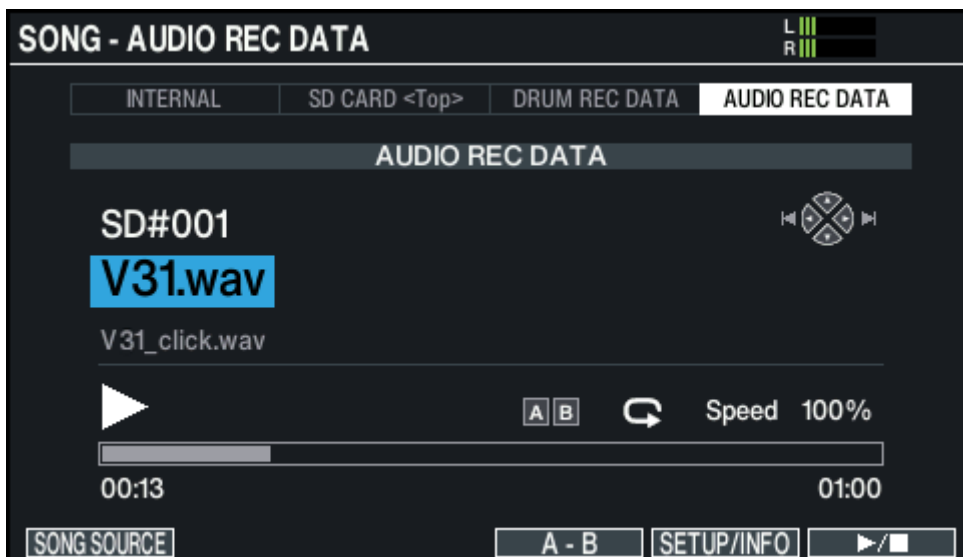 SONG - AUDIO REC DATA
L
R
INTERNAL SD CARD <Top> DRUM REC DATA AUDIO REC DATA
AUDIO REC DATA
SD#001
V31.wav
V31_click.wav
A B Speed 100%
00:13 01:00
SONG SOURCE A - B SETUP/INFO ▶/■